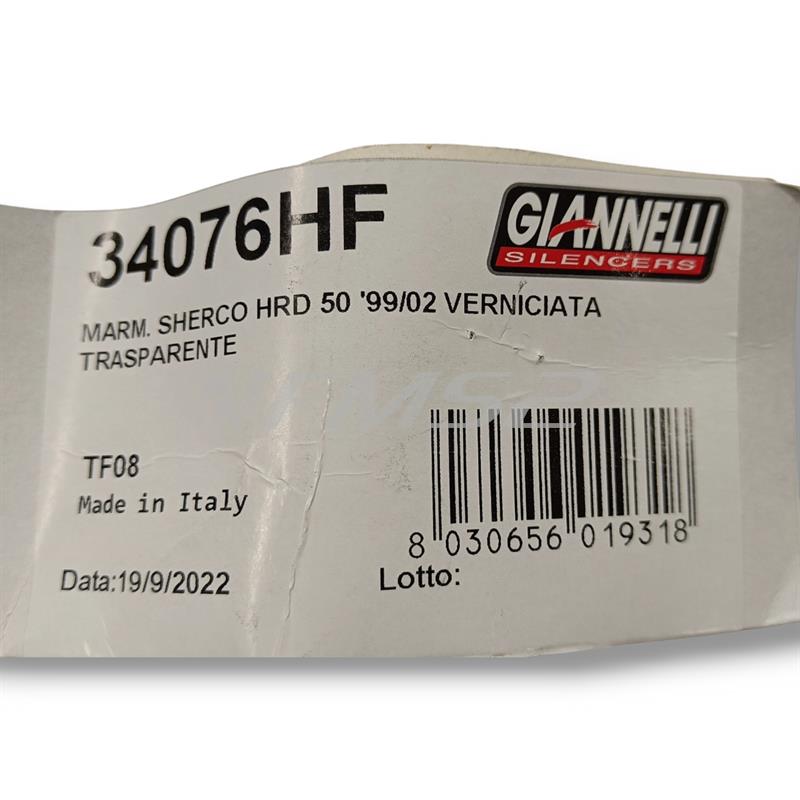 34076HF
GIANNELLI
SILENCERS
MARM. SHERCO HRD 50 '99/02 VERNICIATA
TRASPARENTE
TF08
Made in Italy
8 030656 019318
Data:19/9/2022
Lotto: